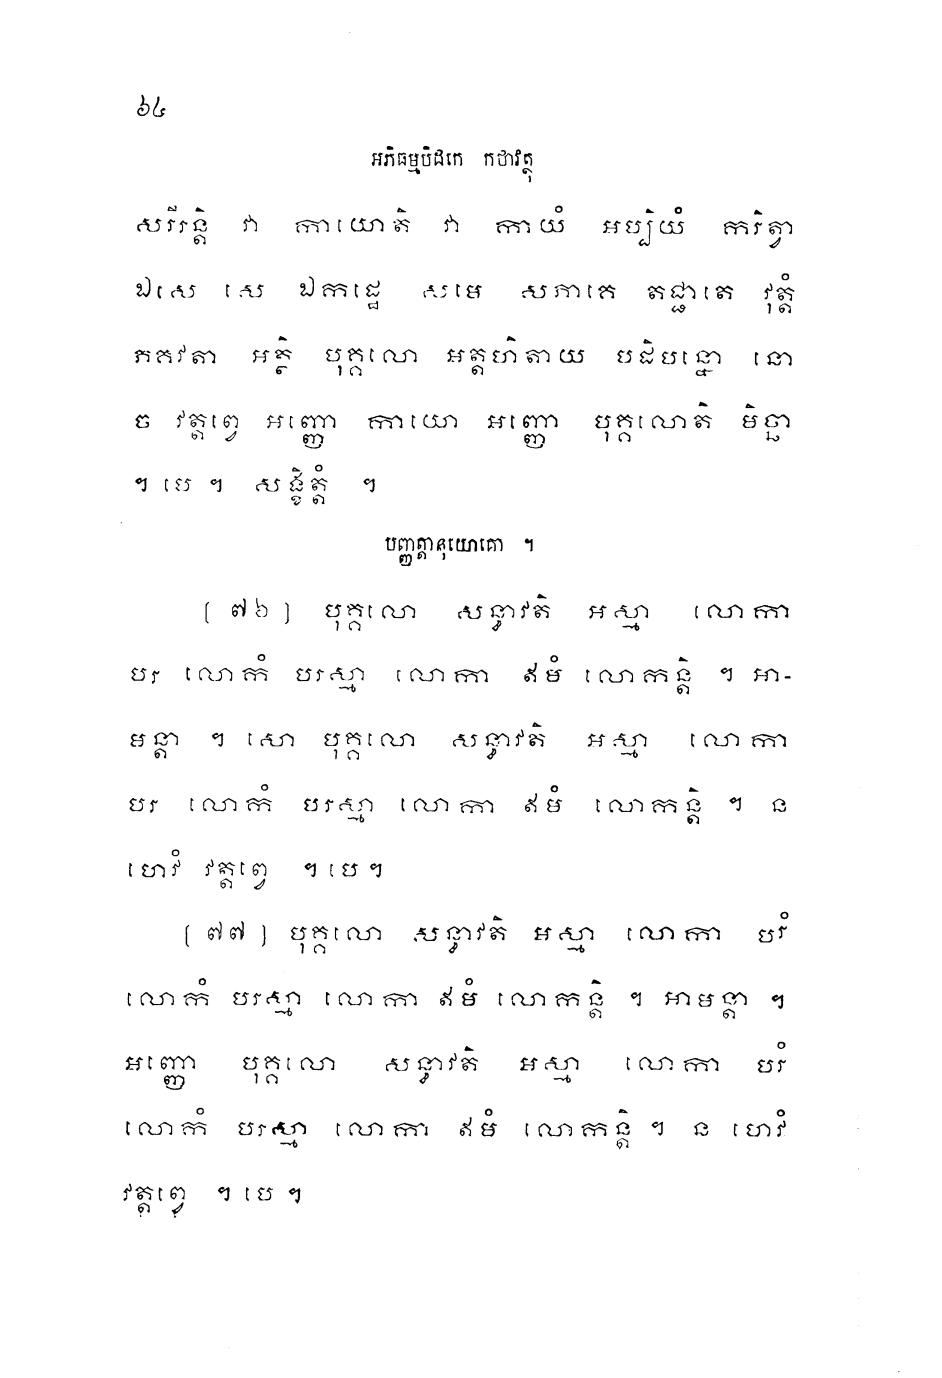 ៦៤
អភិធម្មបិដកេ កថាវត្ថុ
សរីរន្តិ វា កាយោតិ វា កាយំ អប្បិយំ ករិត្វា
ឯសេ សេ ឯកដ្ឋេ សមេ សភាគេ តជ្ជាតេ វុត្តំ
ភគវតា អត្ថិ បុគ្គលោ អត្តហិតាយ បដិបន្នោ នោ
ច វត្តព្វេ អញ្ញោ កាយោ អញ្ញោ បុគ្គលោតិ មិច្ឆា
។ បេ ។ សង្ខិត្តំ ។
បញ្ញត្តានុយោគោ ។
[៧៦] បុគ្គលោ សន្ធាវតិ អស្មា លោកា
បរ លោកំ បរស្មា លោកា ឥមំ លោកន្តិ ។ អា-
មន្តា ។ សោ បុគ្គលោ សន្ធាវតិ អស្មា លោកា
បរ លោកំ បរស្មា លោកា ឥមំ លោកន្តិ ។ ន
ហេវំ វត្តព្វេ ។បេ។
[៧៧] បុគ្គលោ សន្ធាវតិ អស្មា លោកា បរំ
លោកំ បរស្មា លោកា ឥមំ លោកន្តិ ។ អាមន្តា ។
អញ្ញោ បុគ្គលោ សន្ធាវតិ អស្មា លោកា បរំ
លោកំ បរស្មា លោកា ឥមំ លោកន្តិ ។ ន ហេវំ
វត្តព្វេ ។បេ។